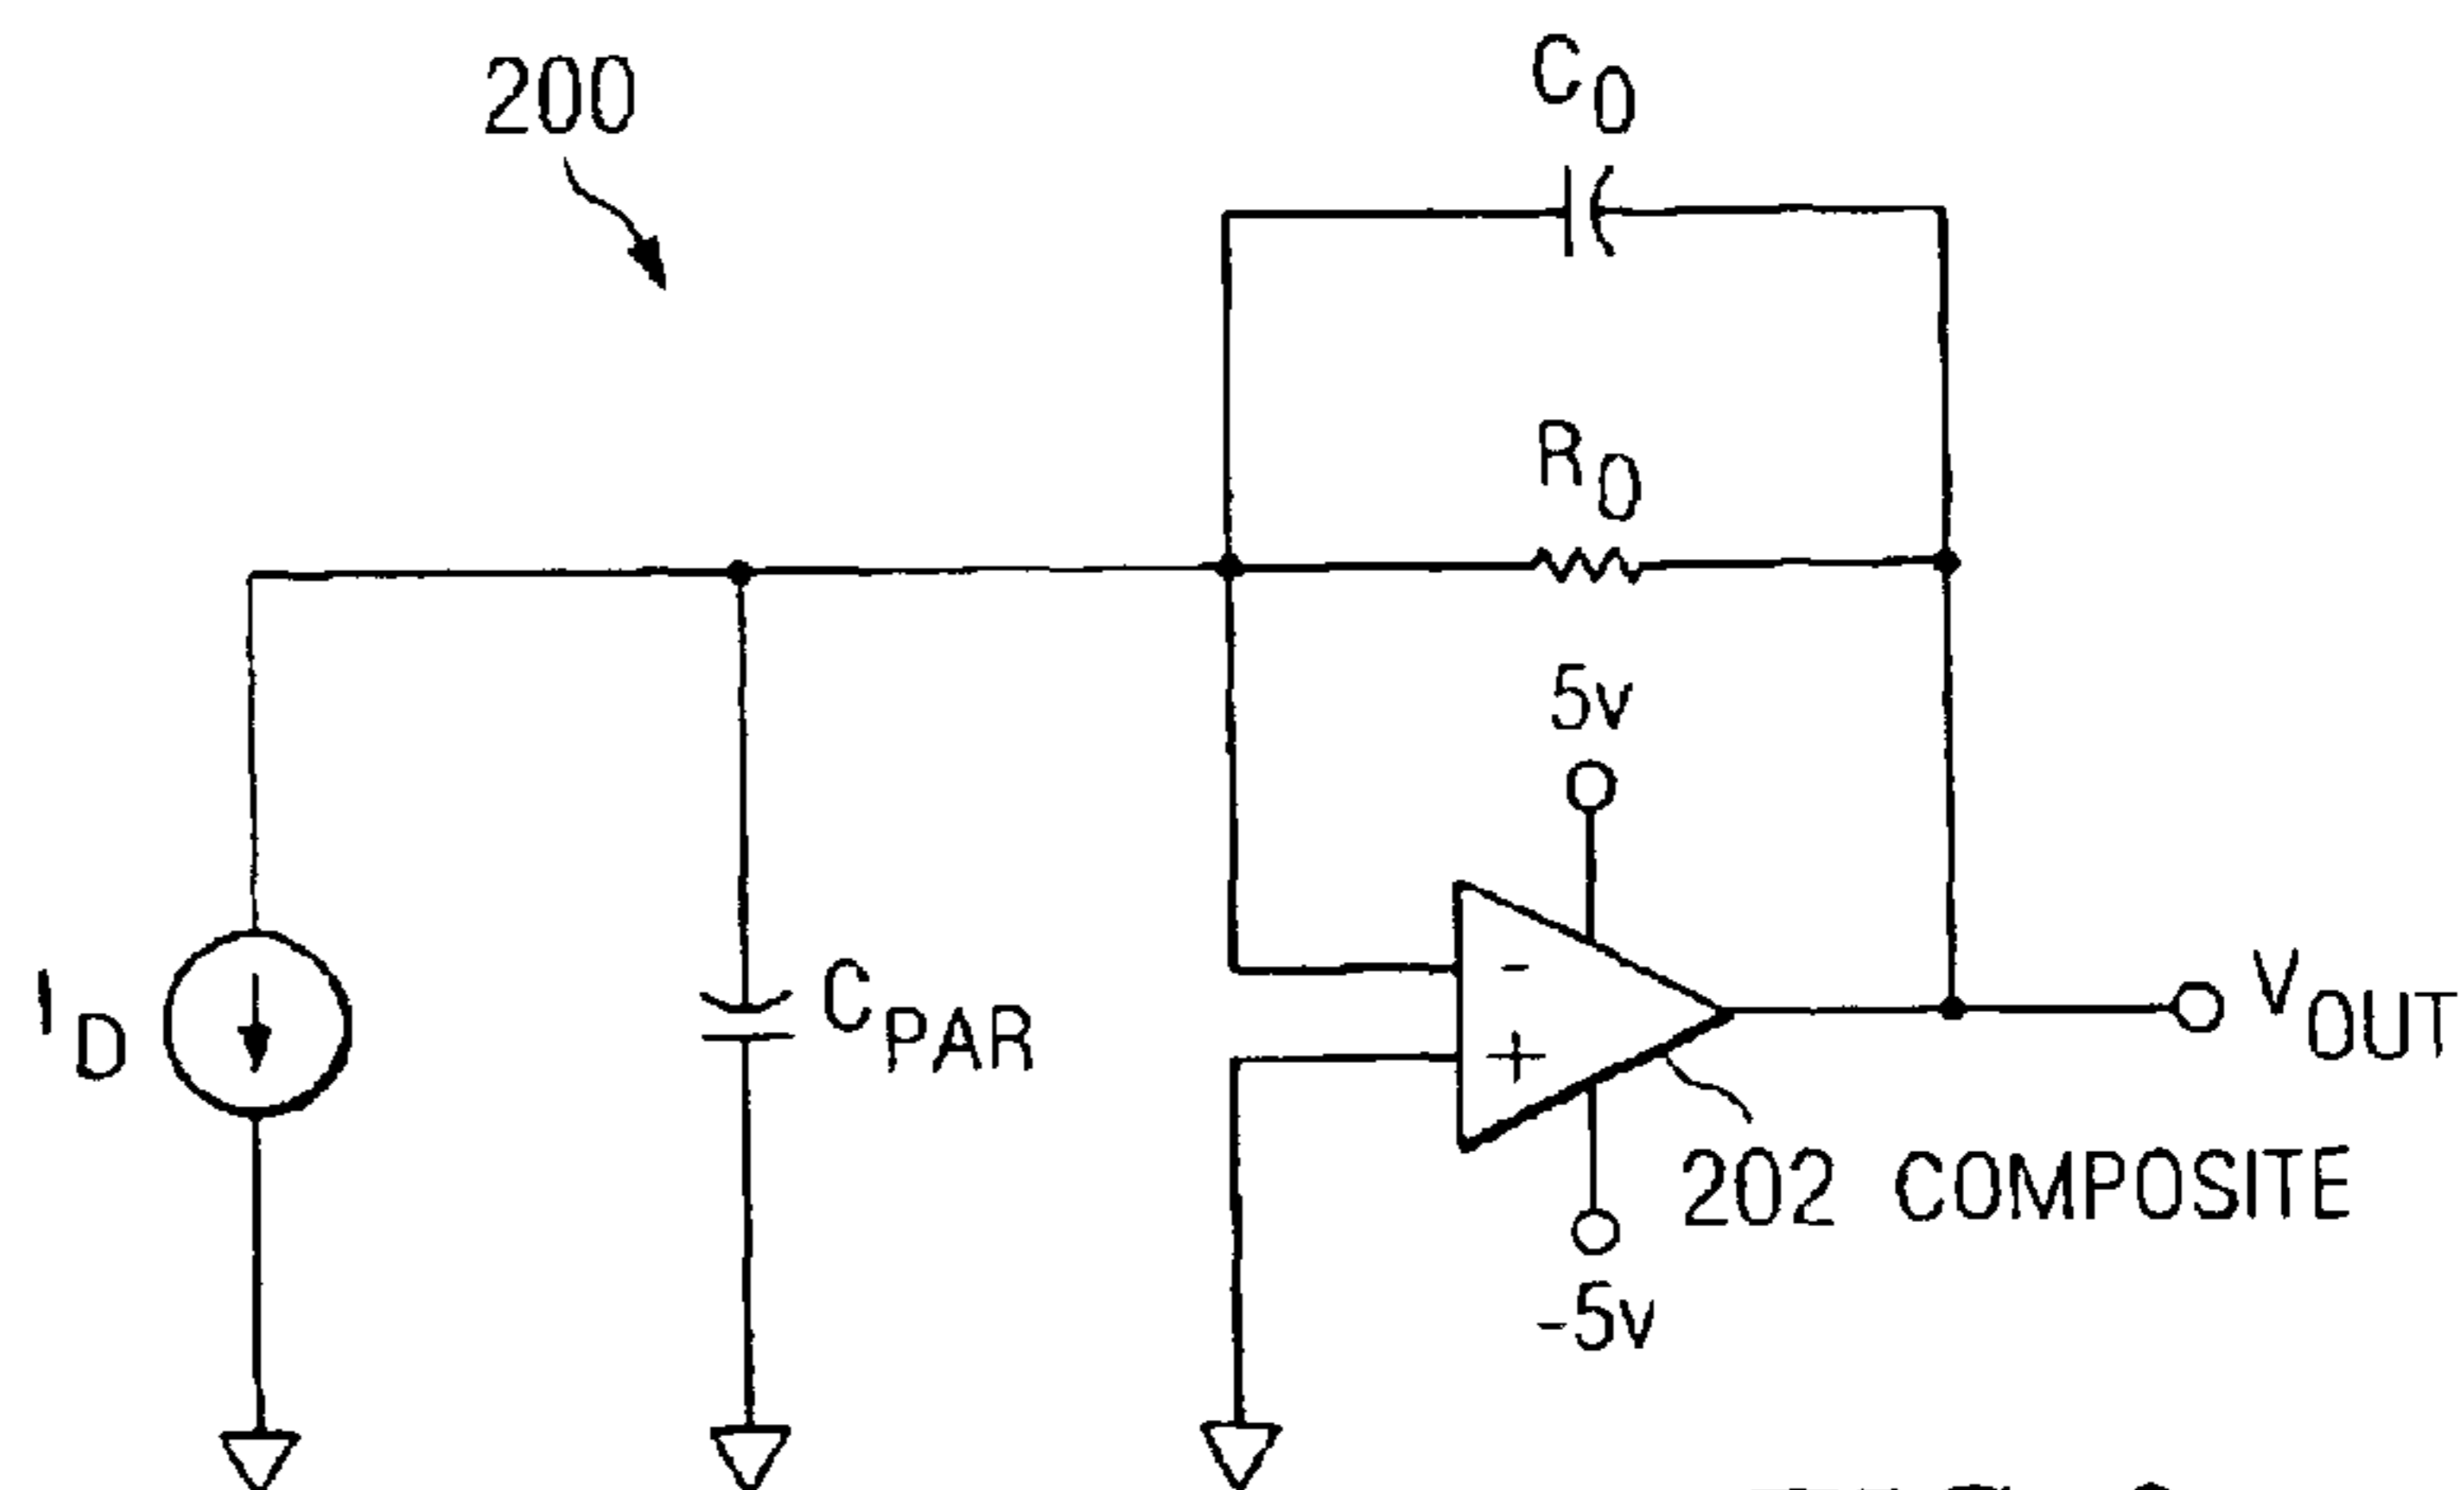 200
C0
R0
5v
ID
CPAR
-
+
VOUT
202 COMPOSITE
-5v